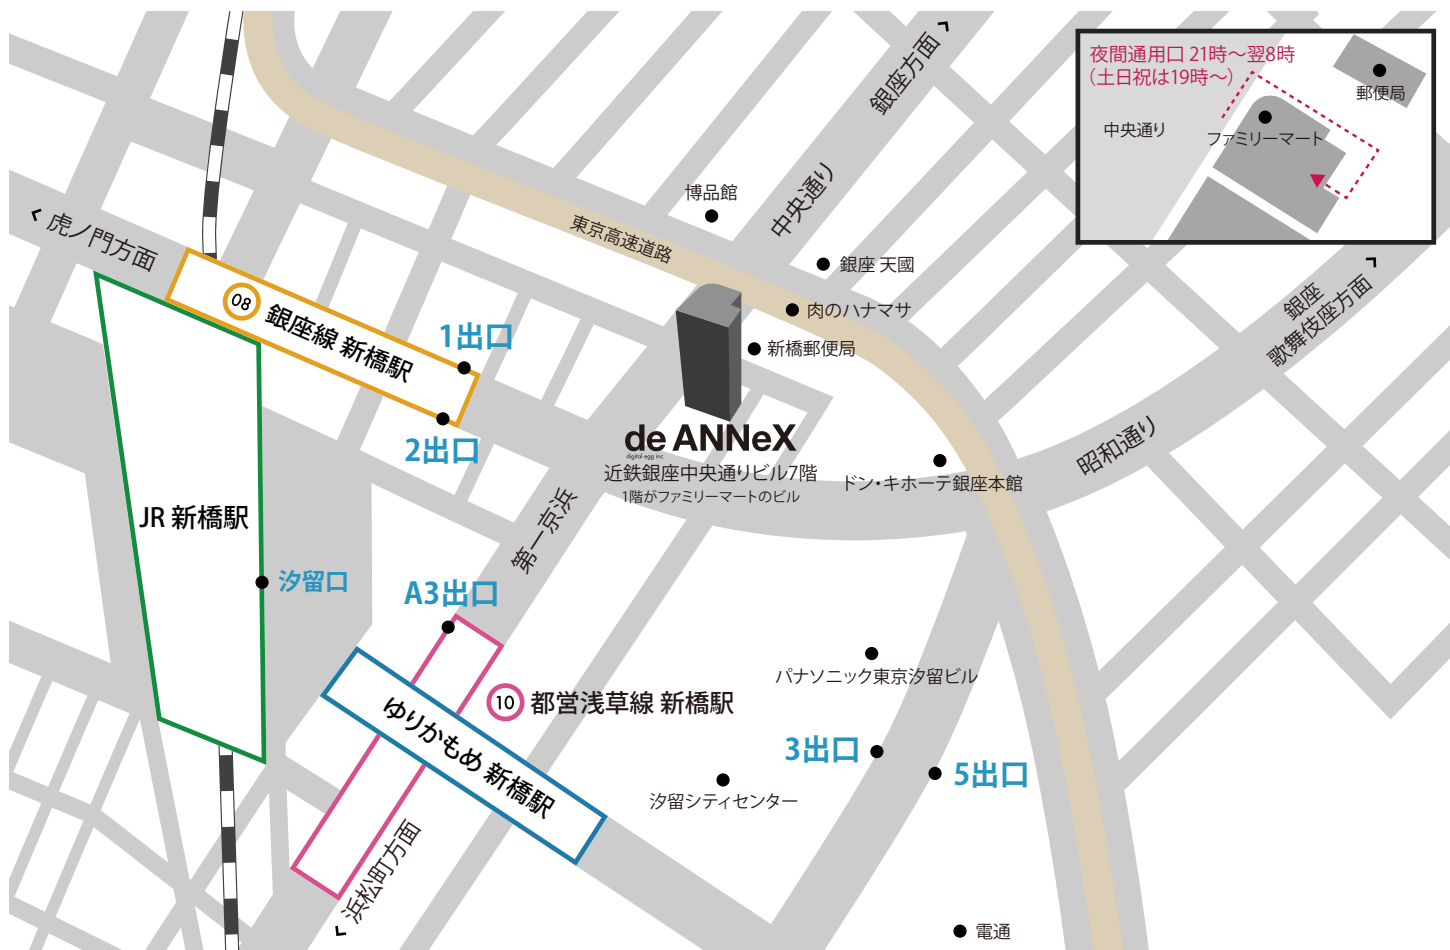 銀座方面
夜間通用口 21時～翌8時
（土日祝は19時～）
郵便局
中央通り
ファミリーマート
博品館
中央通り
虎ノ門方面
東京高速道路
銀座 天國
08
銀座線 新橋駅
肉のハナマサ
銀座
歌舞伎座方面
1出口
新橋郵便局
2出口
de ANNeX
digital egg inc.
近鉄銀座中央通りビル7階
1階がファミリーマートのビル
昭和通り
ドン・キホーテ銀座本館
JR 新橋駅
第一京浜
汐留口
A3出口
パナソニック東京汐留ビル
10
都営浅草線 新橋駅
ゆりかもめ 新橋駅
3出口
5出口
汐留シティセンター
浜松町方面
電通